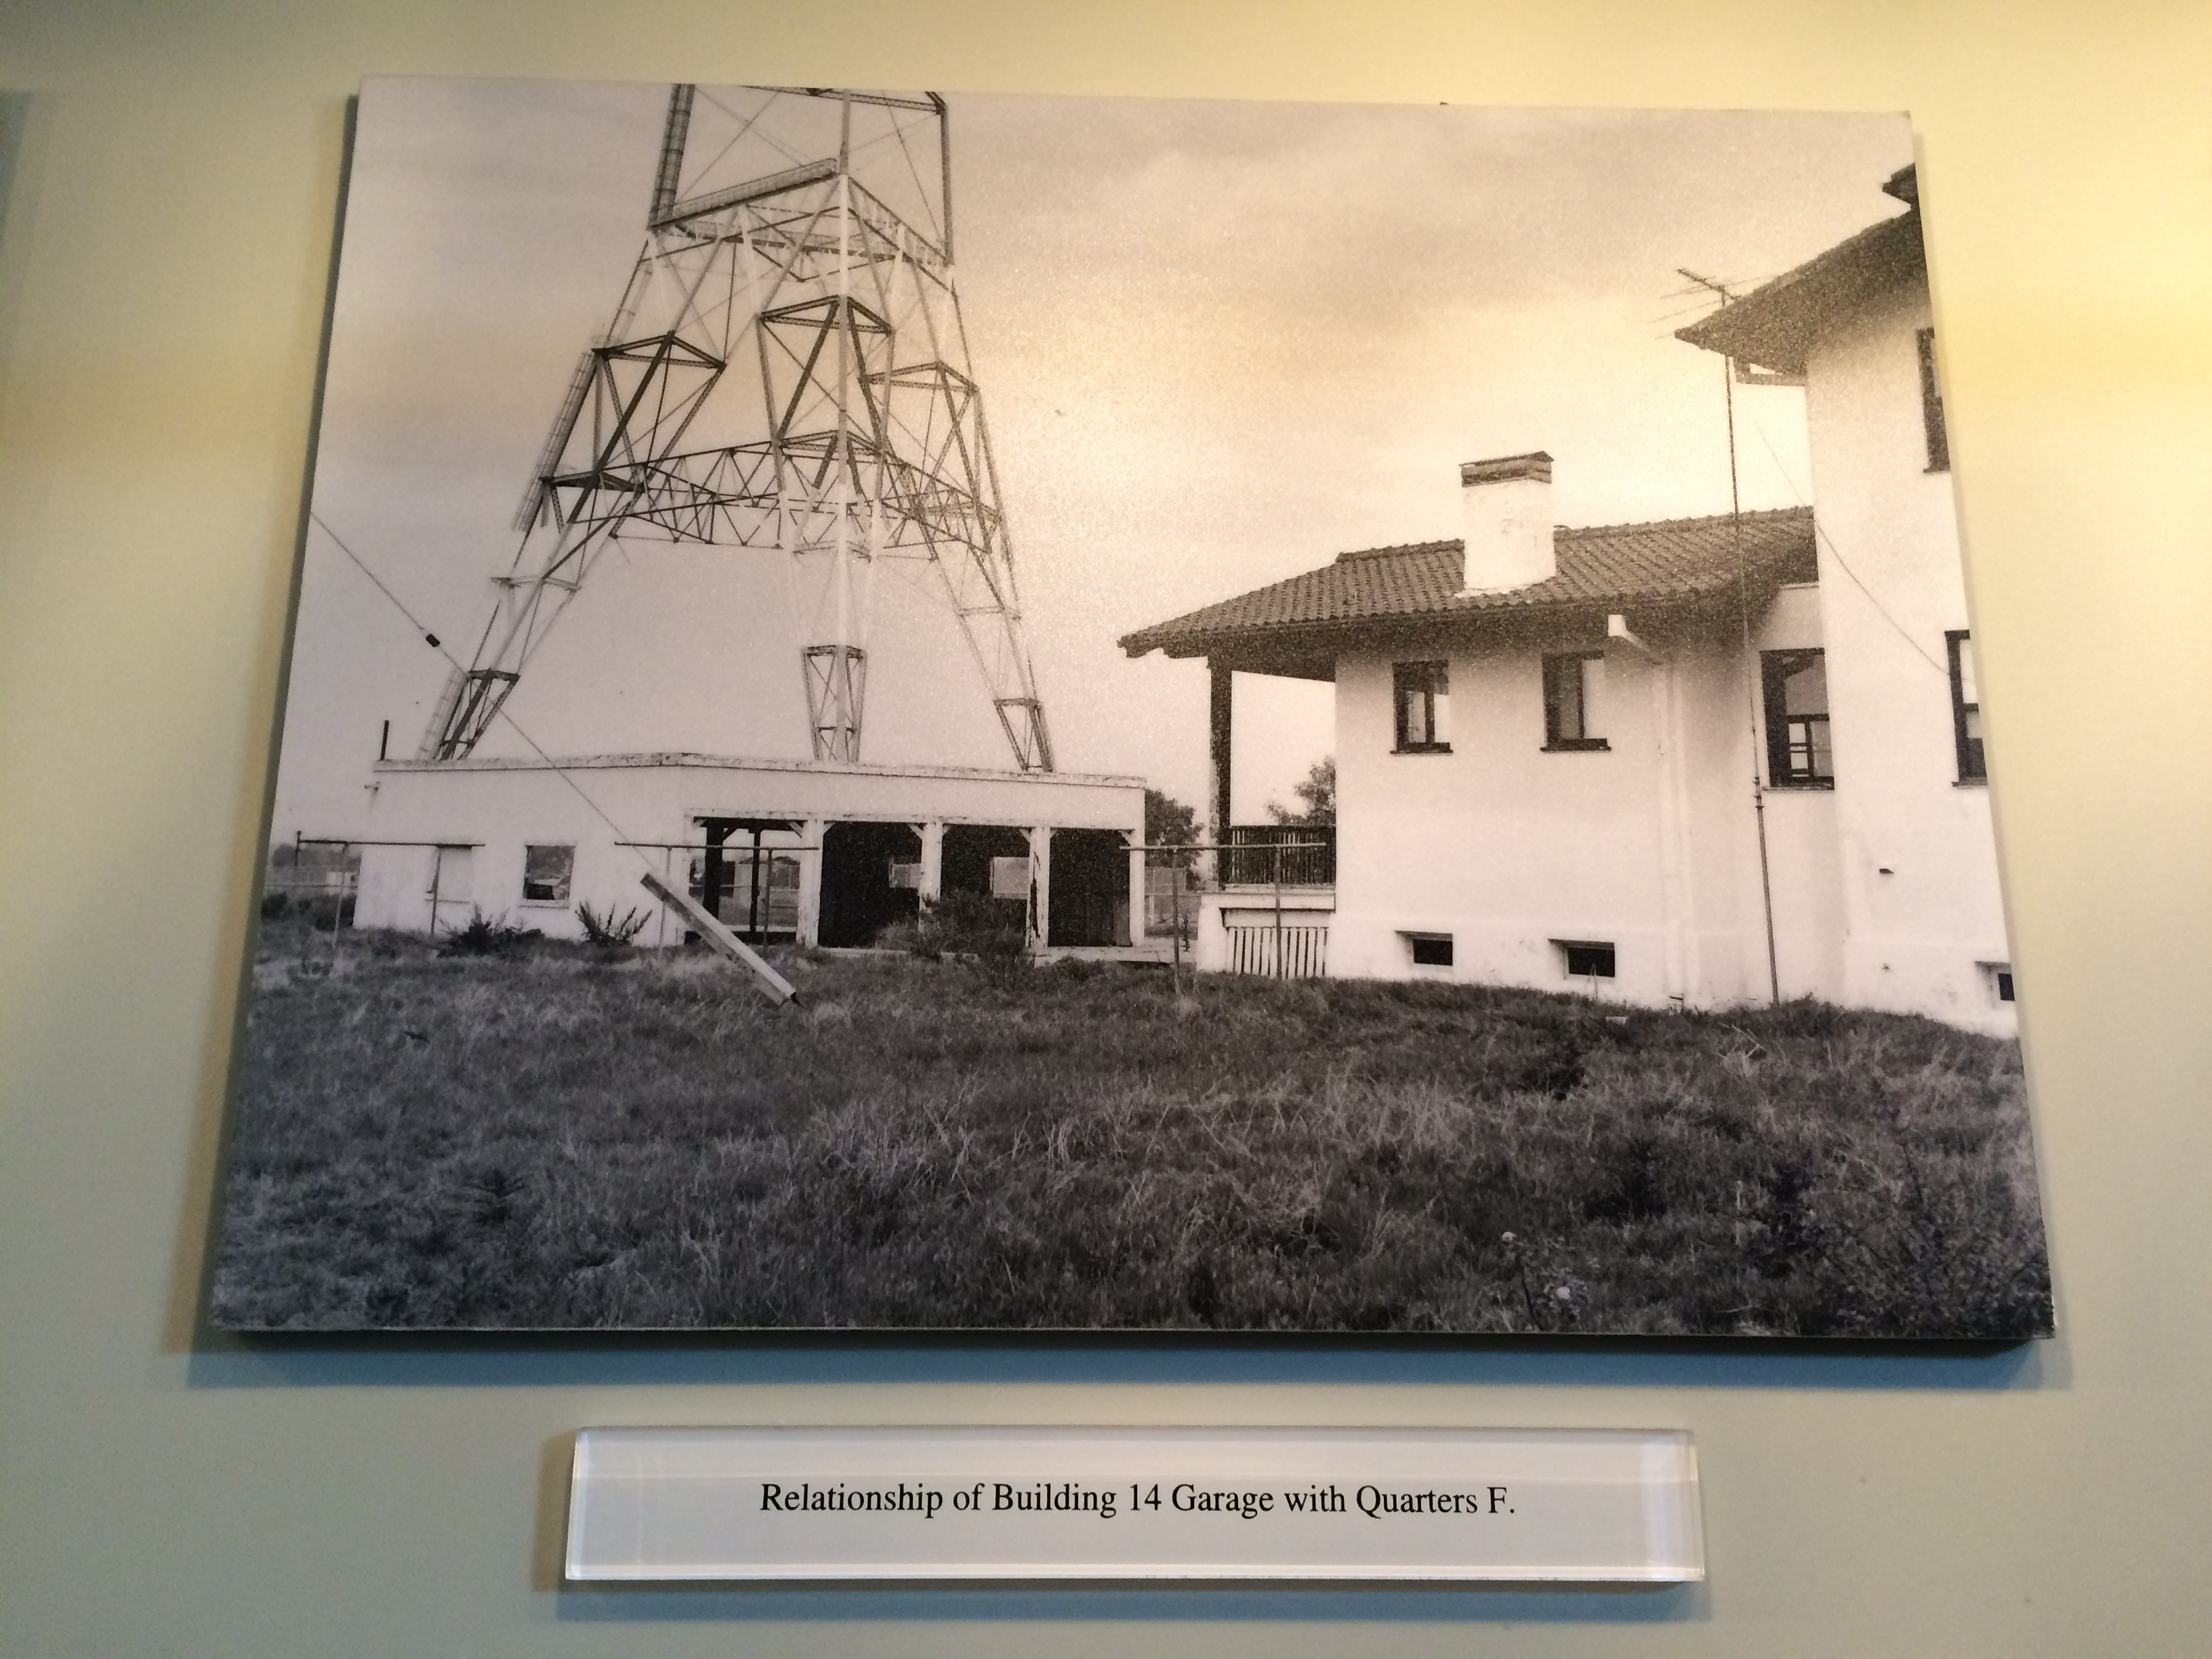 Relationship of Building 14 Garage with Quarters F.